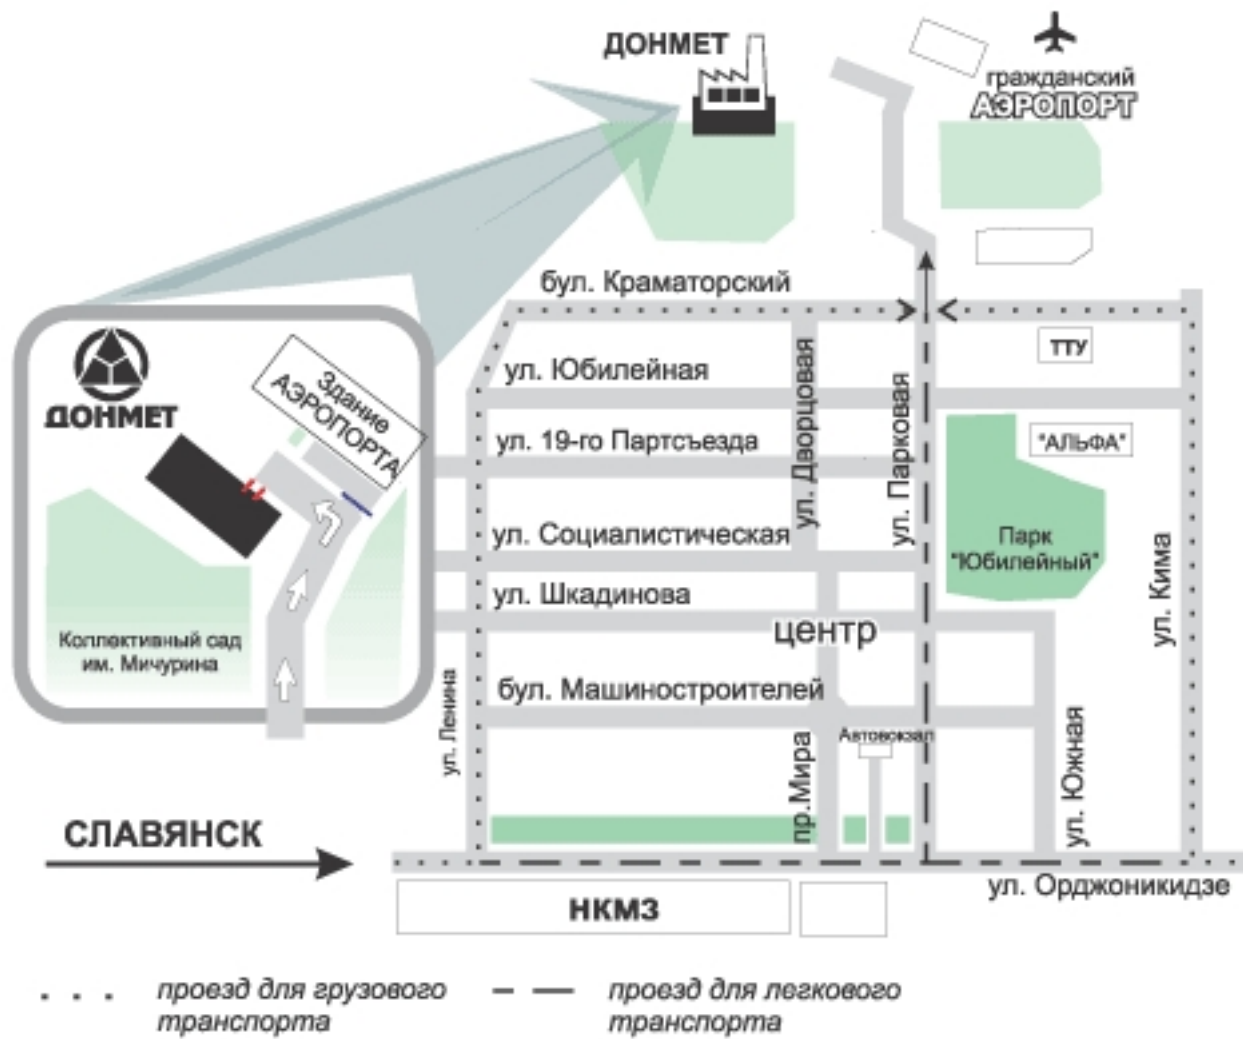 ДОНМЕТ
гражданский
АЭРОПОРТ
бул. Краматорский
ТТУ
ул. Юбилейная
ул. Дворцовая
ул. Парковая
ДОНМЕТ
Здание
АЭРОПОРТА
ул. 19-го Партсъезда
"АЛЬФА"
ул. Социалистическая
Парк
"Юбилейный"
ул. Кима
ул. Шкадинова
центр
Коллективный сад
им. Мичурина
бул. Машиностроителей
ул. Ленина
пр.Мира
Автовокзал
ул. Южная
СЛАВЯНСК
ул. Орджоникидзе
НКМЗ
проезд для грузового
транспорта
проезд для легкового
транспорта